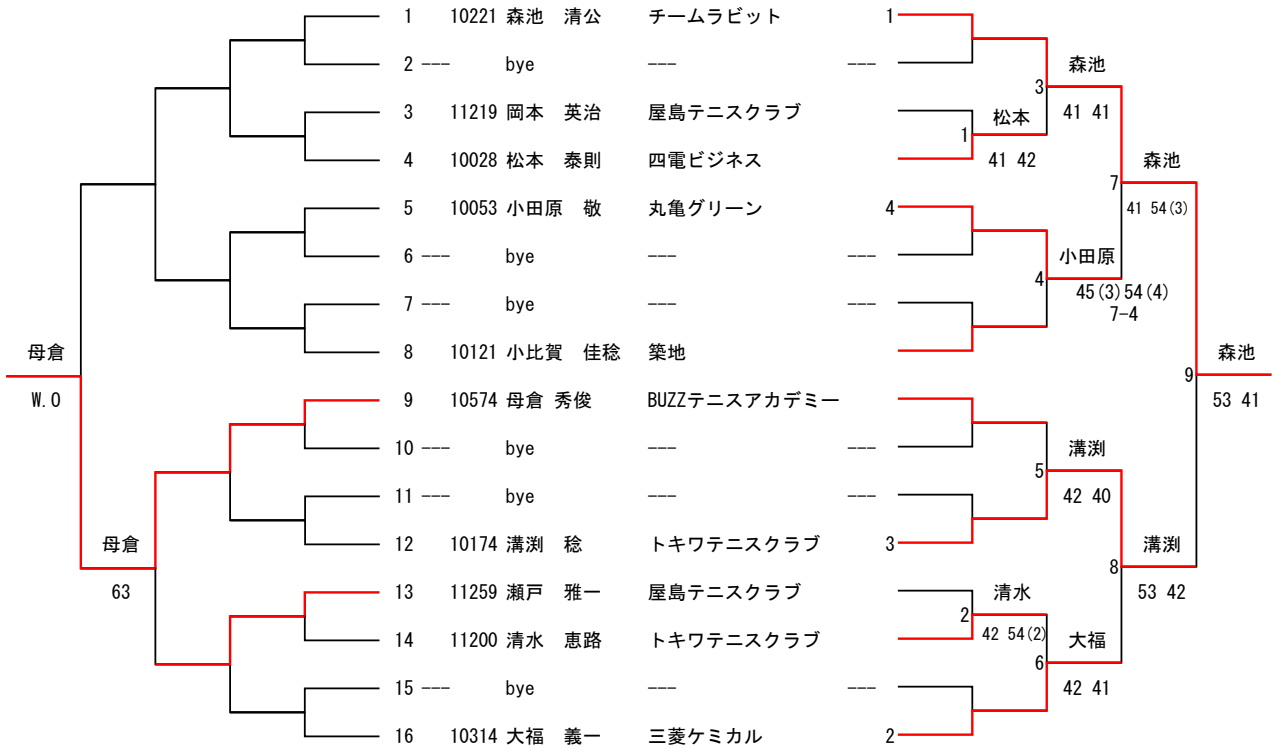 1 10221 森池 清公 チームラビット 1
2 --- bye --- ---
森池
3
3 11219 岡本 英治 屋島テニスクラブ 松本 41 41
1
4 10028 松本 泰則 四電ビジネス 41 42 森池
7
5 10053 小田原 敬 丸亀グリーン 4 41 54(3)
6 --- bye --- --- 小田原
4
7 --- bye --- --- 45(3)54(4)
7-4
母倉 8 10121 小比賀 佳稔 築地 森池
9
W.O 9 10574 母倉 秀俊 BUZZテニスアカデミー 53 41
10 --- bye --- --- 溝渕
5
11 --- bye --- --- 42 40
母倉 12 10174 溝渕 稔 トキワテニスクラブ 3 溝渕
8
63 13 11259 瀬戸 雅一 屋島テニスクラブ 清水 53 42
2
14 11200 清水 恵路 トキワテニスクラブ 42 54(2) 大福
6
15 --- bye --- --- 42 41
16 10314 大福 義一 三菱ケミカル 2